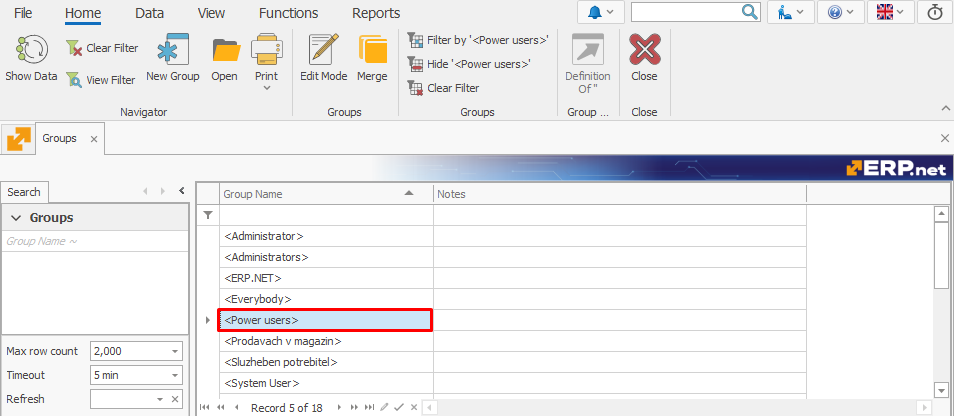 File Home Data View Functions Reports
Show Data
Clear Filter
View Filter
New Group
Open
Print
Edit Mode
Merge
Filter by '<Power users>'
Hide '<Power users>'
Clear Filter
Definition
Of ''
Close
Navigator Groups Groups Group ... Close
Groups
ERP.net
Search
Groups
Group Name ~
Max row count 2,000
Timeout 5 min
Refresh
Group Name Notes
<Administrator>
<Administrators>
<ERP.NET>
<Everybody>
<Power users>
<Prodavach v magazin>
<Sluzheben potrebitel>
<System User>
Record 5 of 18